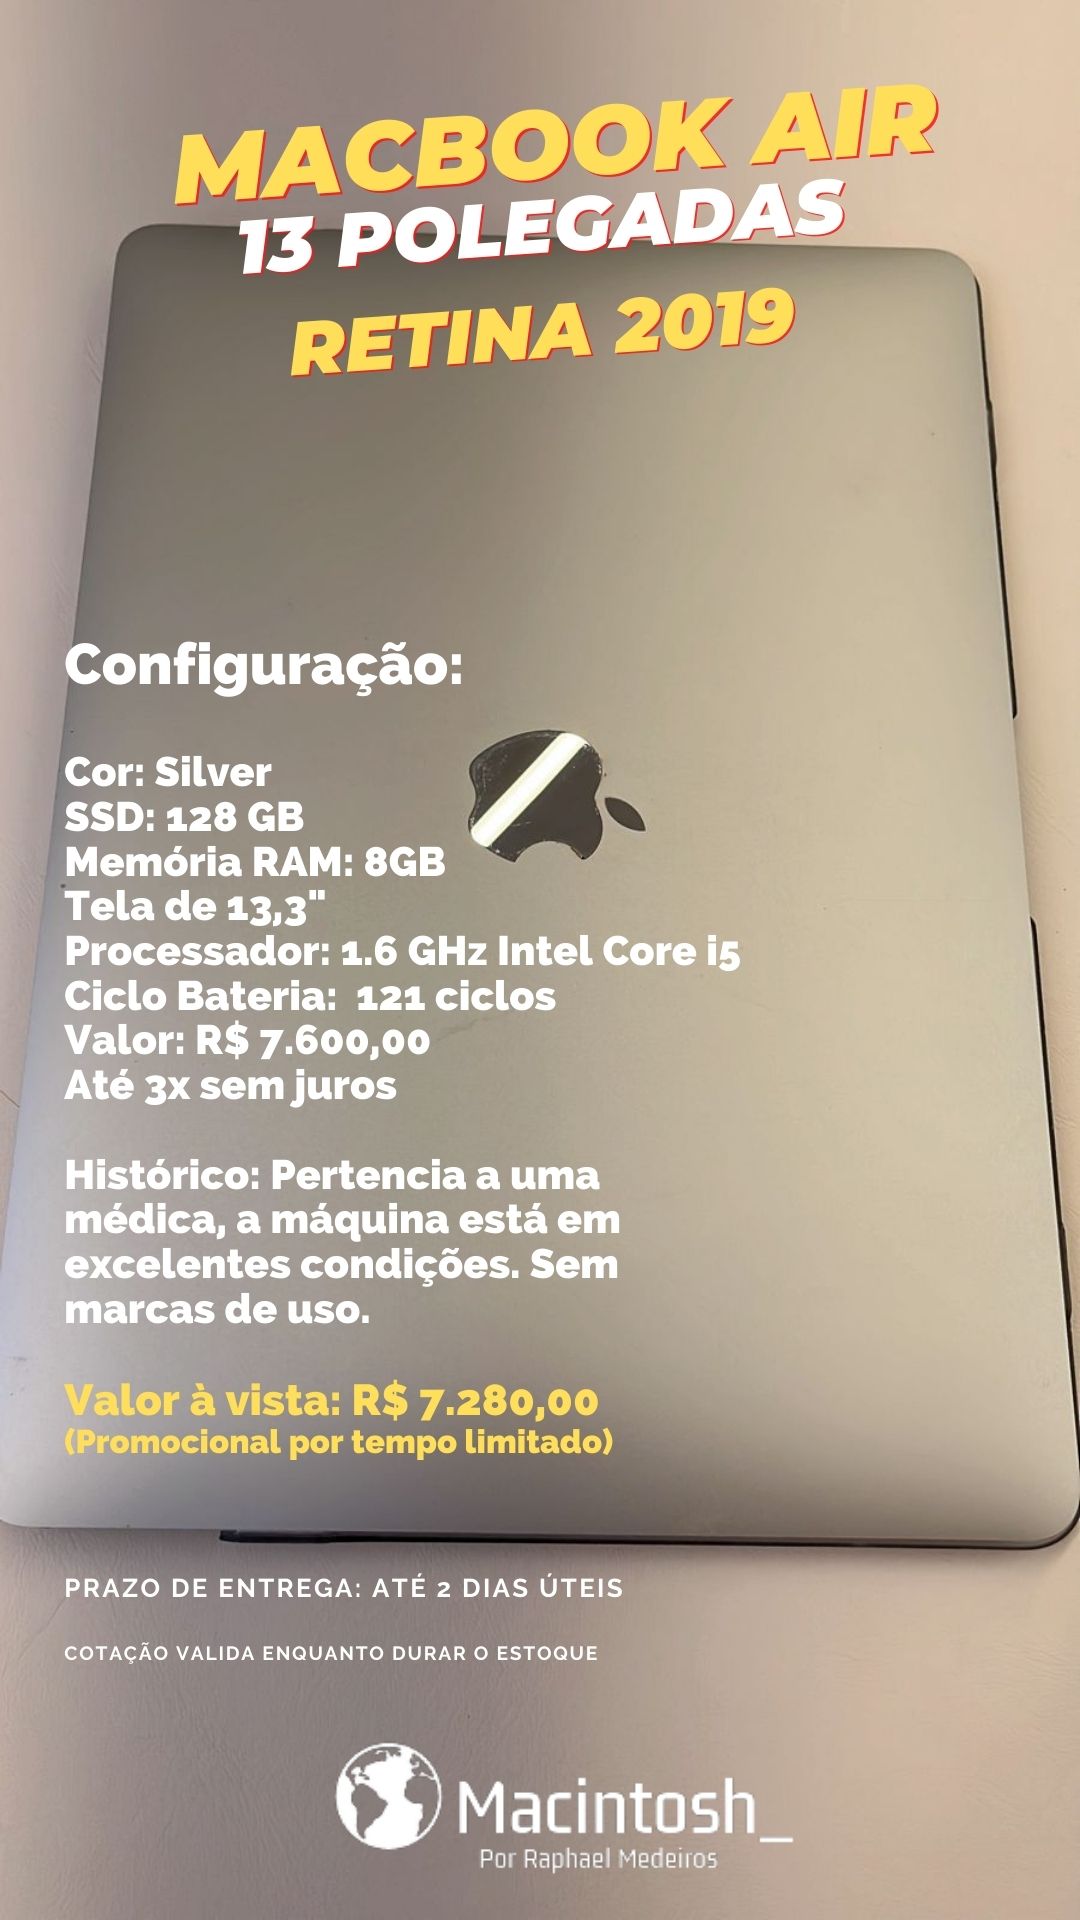 MACBOOK AIR
13 POLEGADAS
RETINA 2019
Configuração:
Cor: Silver
SSD: 128 GB
Memória RAM: 8GB
Tela de 13,3"
Processador: 1.6 GHz Intel Core i5
Ciclo Bateria:  121 ciclos
Valor: R$ 7.600,00
Até 3x sem juros
Histórico: Pertencia a uma
médica, a máquina está em
excelentes condições. Sem
marcas de uso.
Valor à vista: R$ 7.280,00
(Promocional por tempo limitado)
PRAZO DE ENTREGA: ATÉ 2 DIAS ÚTEIS
COTAÇÃO VALIDA ENQUANTO DURAR O ESTOQUE
Macintosh_
Por Raphael Medeiros